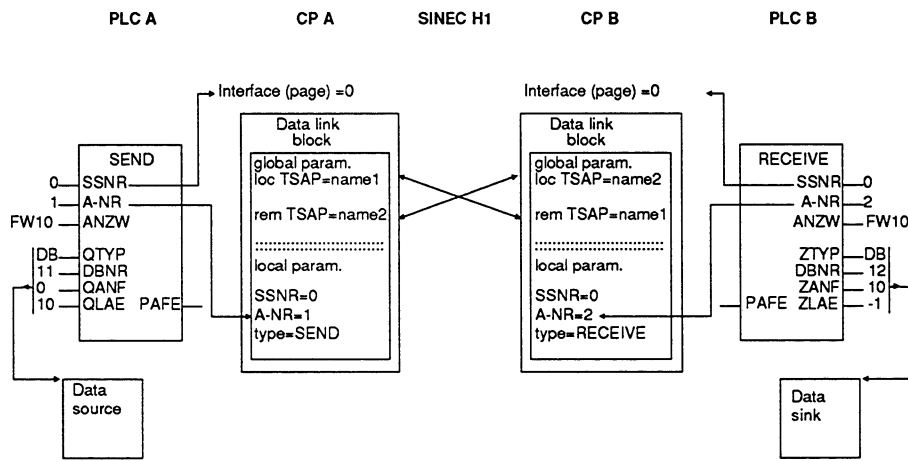 PLC A
CP A
SINEC H1
CP B
PLC B
Interface (page) =0
Interface (page) =0
Data link
block
Data link
block
SEND
0 SSNR
1 A-NR
FW10 ANZW
DB QTYP
11 DBNR
0 QANF
10 QLAE PAFE
global param.
loc TSAP=name1
rem TSAP=name2
local param.
SSNR=0
A-NR=1
type=SEND
global param.
loc TSAP=name2
rem TSAP=name1
local param.
SSNR=0
A-NR=2
type=RECEIVE
RECEIVE
SSNR 0
A-NR 2
ANZW FW10
ZTYP DB
DBNR 12
ZANF 10
PAFE ZLAE -1
Data
source
Data
sink